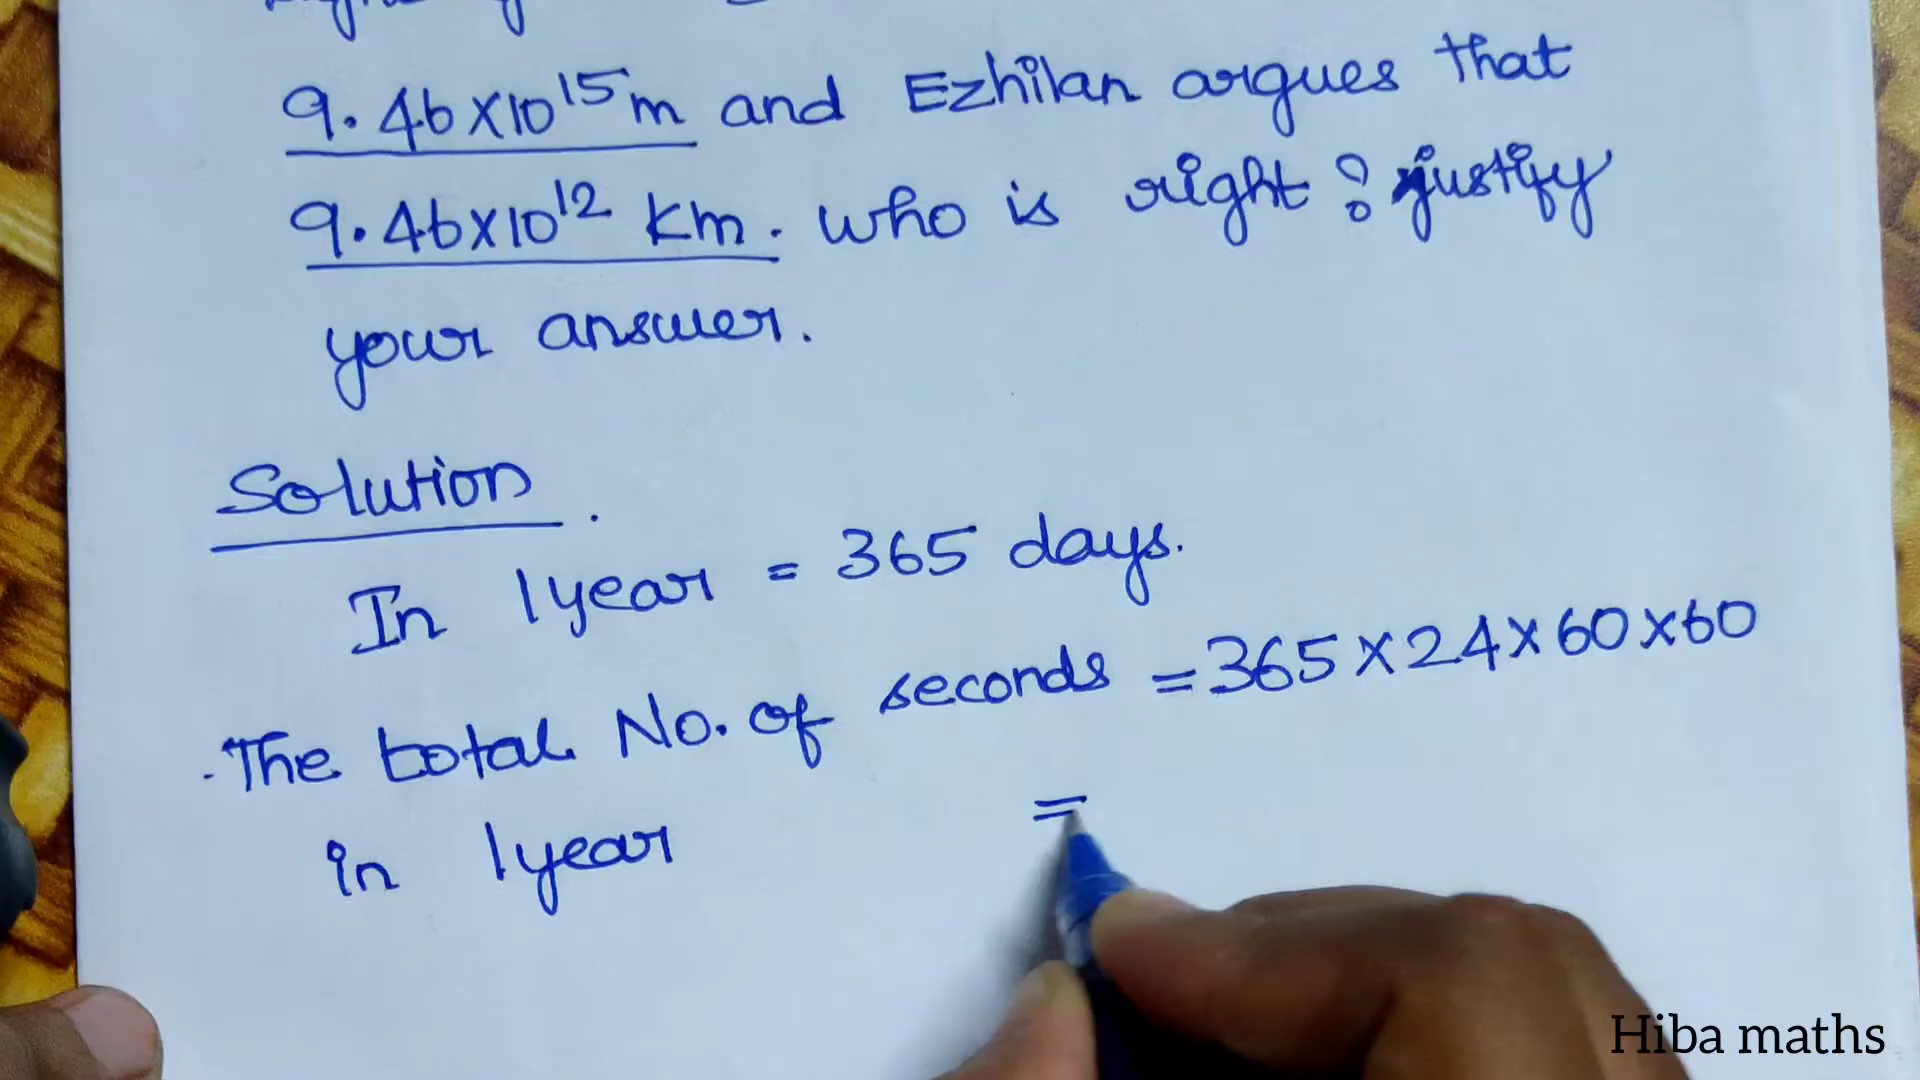 9.46×10¹⁵m and Ezhilan argues that
9.46×10¹² Km. who is right? justify
your answer.
Solution.
In 1year = 365 days.
The total No. of seconds = 365×24×60×60
in 1year =
Hiba maths